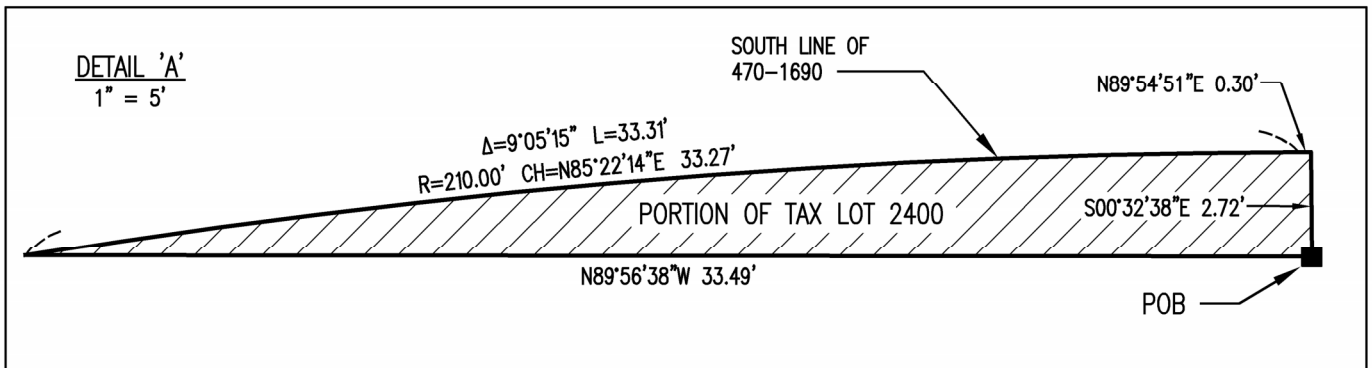 DETAIL 'A'
1" = 5'
SOUTH LINE OF
470-1690
N89°54'51"E 0.30'
Δ=9°05'15" L=33.31'
R=210.00' CH=N85°22'14"E 33.27'
PORTION OF TAX LOT 2400
S00°32'38"E 2.72'
N89°56'38"W 33.49'
POB